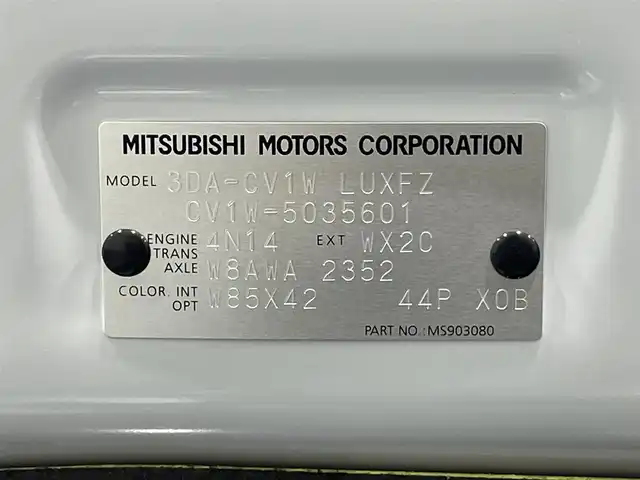 MITSUBISHI MOTORS CORPORATION
MODEL 3DA-CV1W LUXFZ
CV1W-5035601
ENGINE 4N14 EXT WX2C
TRANS
AXLE W8AWA 2352
COLOR. INT W85X42 44P X0B
OPT
PART NO.:MS903080